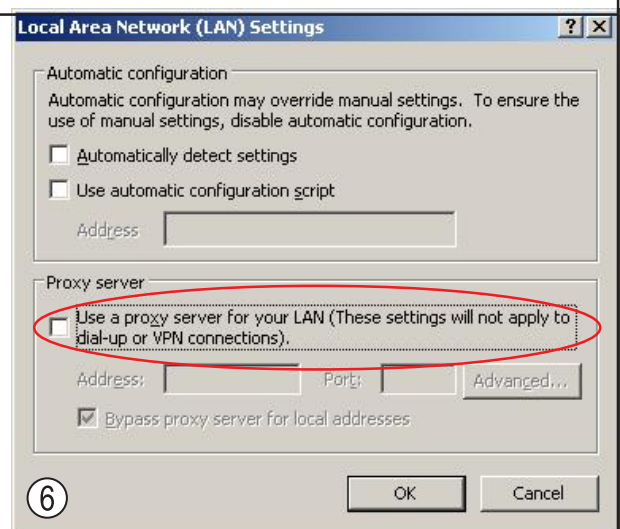 Local Area Network (LAN) Settings
Automatic configuration
Automatic configuration may override manual settings. To ensure the
use of manual settings, disable automatic configuration.
Automatically detect settings
Use automatic configuration script
Address
Proxy server
Use a proxy server for your LAN (These settings will not apply to
dial-up or VPN connections).
Address: Port: Advanced...
Bypass proxy server for local addresses
⑥ OK Cancel